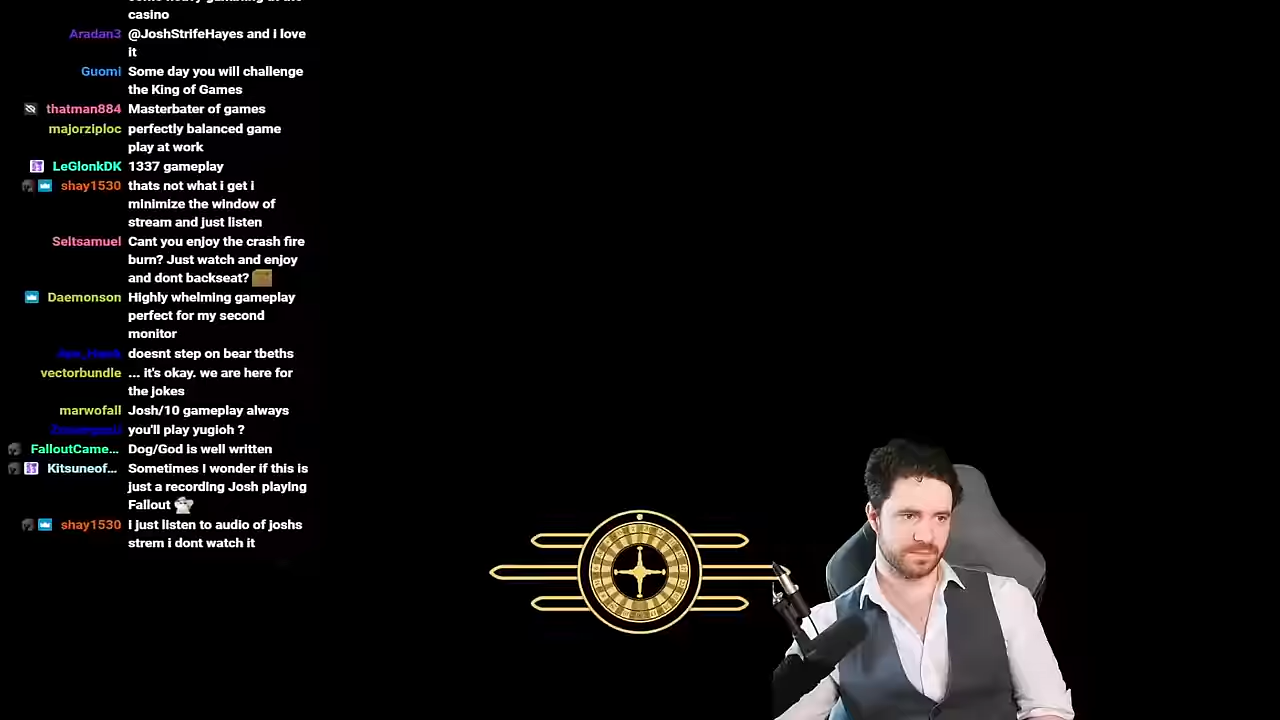 casino
Aradan3 @JoshStrifeHayes and i love
it
Guomi Some day you will challenge
the King of Games
thatman884 Masterbater of games
majorziploc perfectly balanced game
play at work
LeGlonkDK 1337 gameplay
shay1530 thats not what i get i
minimize the window of
stream and just listen
Seltsamuel Cant you enjoy the crash fire
burn? Just watch and enjoy
and dont backseat?
Daemonson Highly whelming gameplay
perfect for my second
monitor
doesnt step on bear tbeths
vectorbundle ... it's okay. we are here for
the jokes
marwofall Josh/10 gameplay always
you'll play yugioh ?
FalloutCame... Dog/God is well written
Kitsuneof... Sometimes I wonder if this is
just a recording Josh playing
Fallout
shay1530 I just listen to audio of joshs
strem i dont watch it